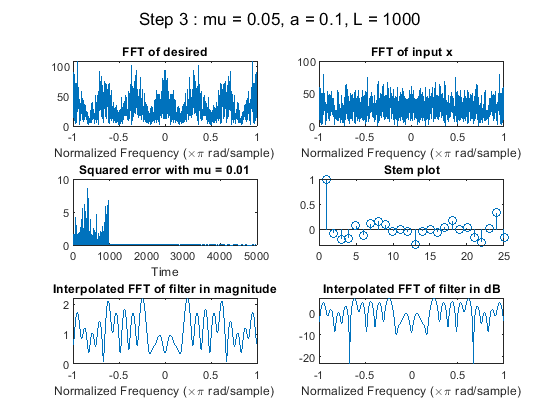 Step 3 : mu = 0.05, a = 0.1, L = 1000
FFT of desired
100
50
0
-1 -0.5 0 0.5 1
Normalized Frequency (×π rad/sample)
FFT of input x
100
50
0
-1 -0.5 0 0.5 1
Normalized Frequency (×π rad/sample)
Squared error with mu = 0.01
10
5
0
0 1000 2000 3000 4000 5000
Time
Stem plot
1
0.5
0
0 5 10 15 20 25
Interpolated FFT of filter in magnitude
2
1
0
-1 -0.5 0 0.5 1
Normalized Frequency (×π rad/sample)
Interpolated FFT of filter in dB
0
-10
-20
-1 -0.5 0 0.5 1
Normalized Frequency (×π rad/sample)